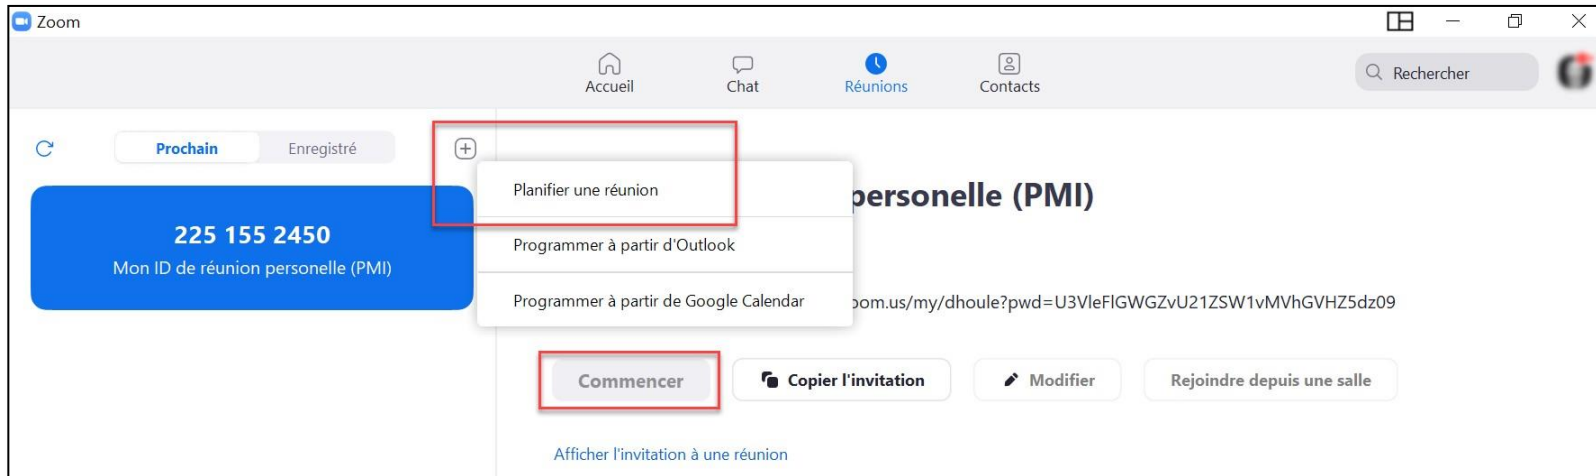 Zoom
Accueil
Chat
Réunions
Contacts
Rechercher
Prochain
Enregistré
225 155 2450
Mon ID de réunion personelle (PMI)
Planifier une réunion
Programmer à partir d'Outlook
Programmer à partir de Google Calendar
personelle (PMI)
oom.us/my/dhoule?pwd=U3VleFlGWGZvU21ZSW1vMVhGVHZ5dz09
Commencer
Copier l'invitation
Modifier
Rejoindre depuis une salle
Afficher l'invitation à une réunion